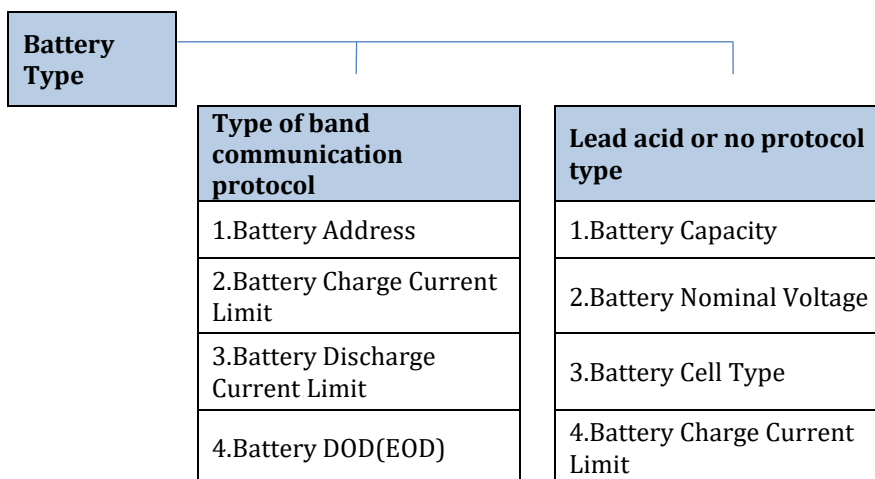 Battery
Type
Type of band
communication
protocol
1.Battery Address
2.Battery Charge Current
Limit
3.Battery Discharge
Current Limit
4.Battery DOD(EOD)
Lead acid or no protocol
type
1.Battery Capacity
2.Battery Nominal Voltage
3.Battery Cell Type
4.Battery Charge Current
Limit